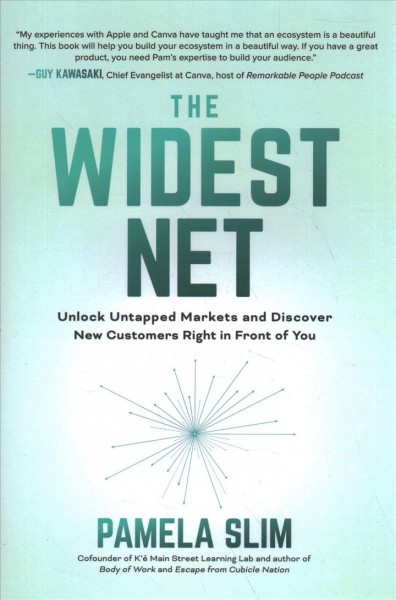 "My experiences with Apple and Canva have taught me that an ecosystem is a beautiful
thing. This book will help you build your ecosystem in a beautiful way. If you have a great
product, you need Pam's expertise to build your audience."
—GUY KAWASAKI, Chief Evangelist at Canva, host of Remarkable People Podcast
THE
WIDEST
NET
Unlock Untapped Markets and Discover
New Customers Right in Front of You
PAMELA SLIM
Cofounder of K'é Main Street Learning Lab and author of
Body of Work and Escape from Cubicle Nation